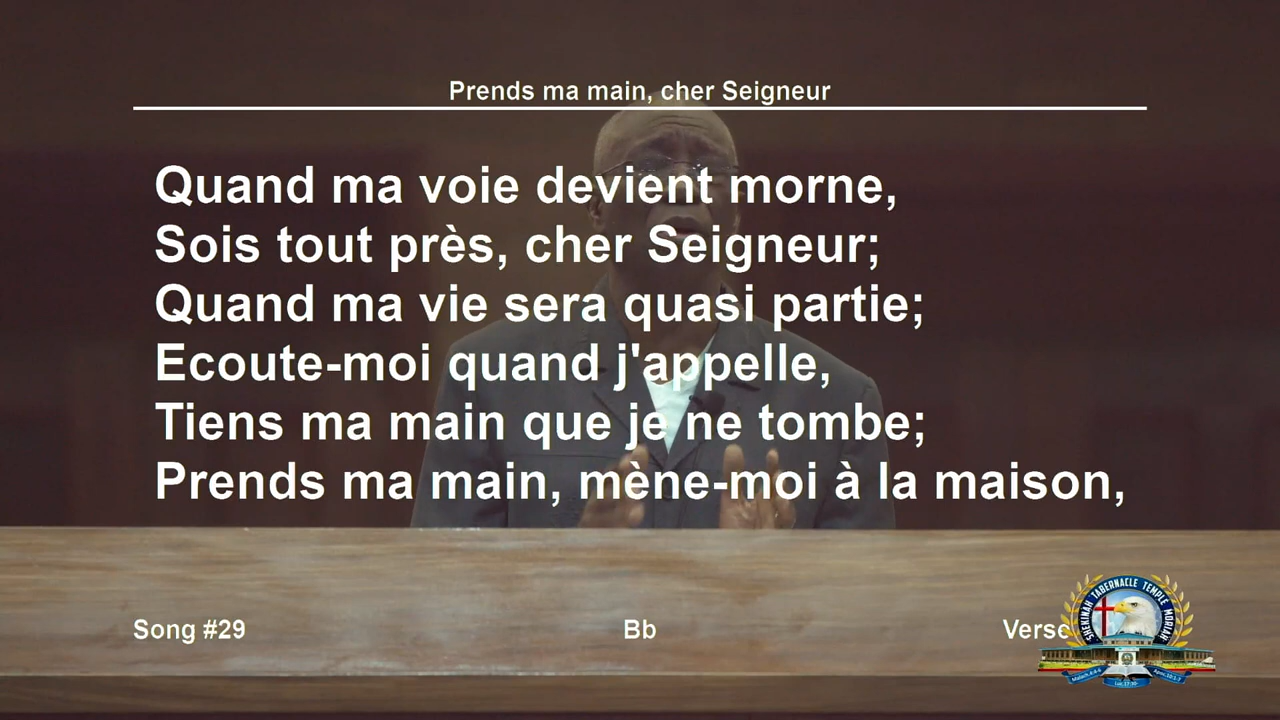 Prends ma main, cher Seigneur
Quand ma voie devient morne,
Sois tout près, cher Seigneur;
Quand ma vie sera quasi partie;
Ecoute-moi quand j'appelle,
Tiens ma main que je ne tombe;
Prends ma main, mène-moi à la maison,
Song #29
Bb
Verse
SHEKINAH TABERNACLE TEMPLE MORIAH